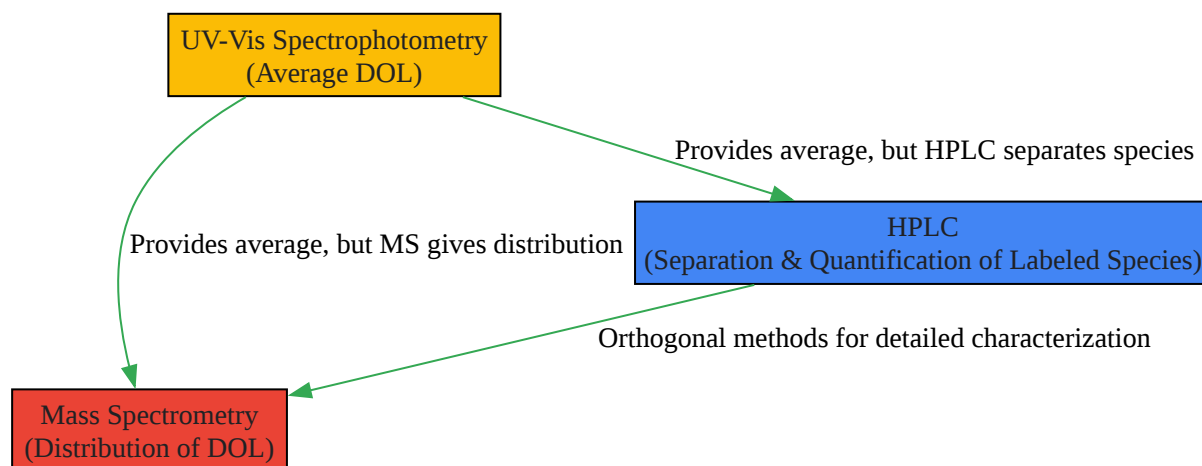 UV-Vis Spectrophotometry
(Average DOL)
Provides average, but HPLC separates species
HPLC
(Separation & Quantification of Labeled Species)
Provides average, but MS gives distribution
Orthogonal methods for detailed characterization
Mass Spectrometry
(Distribution of DOL)